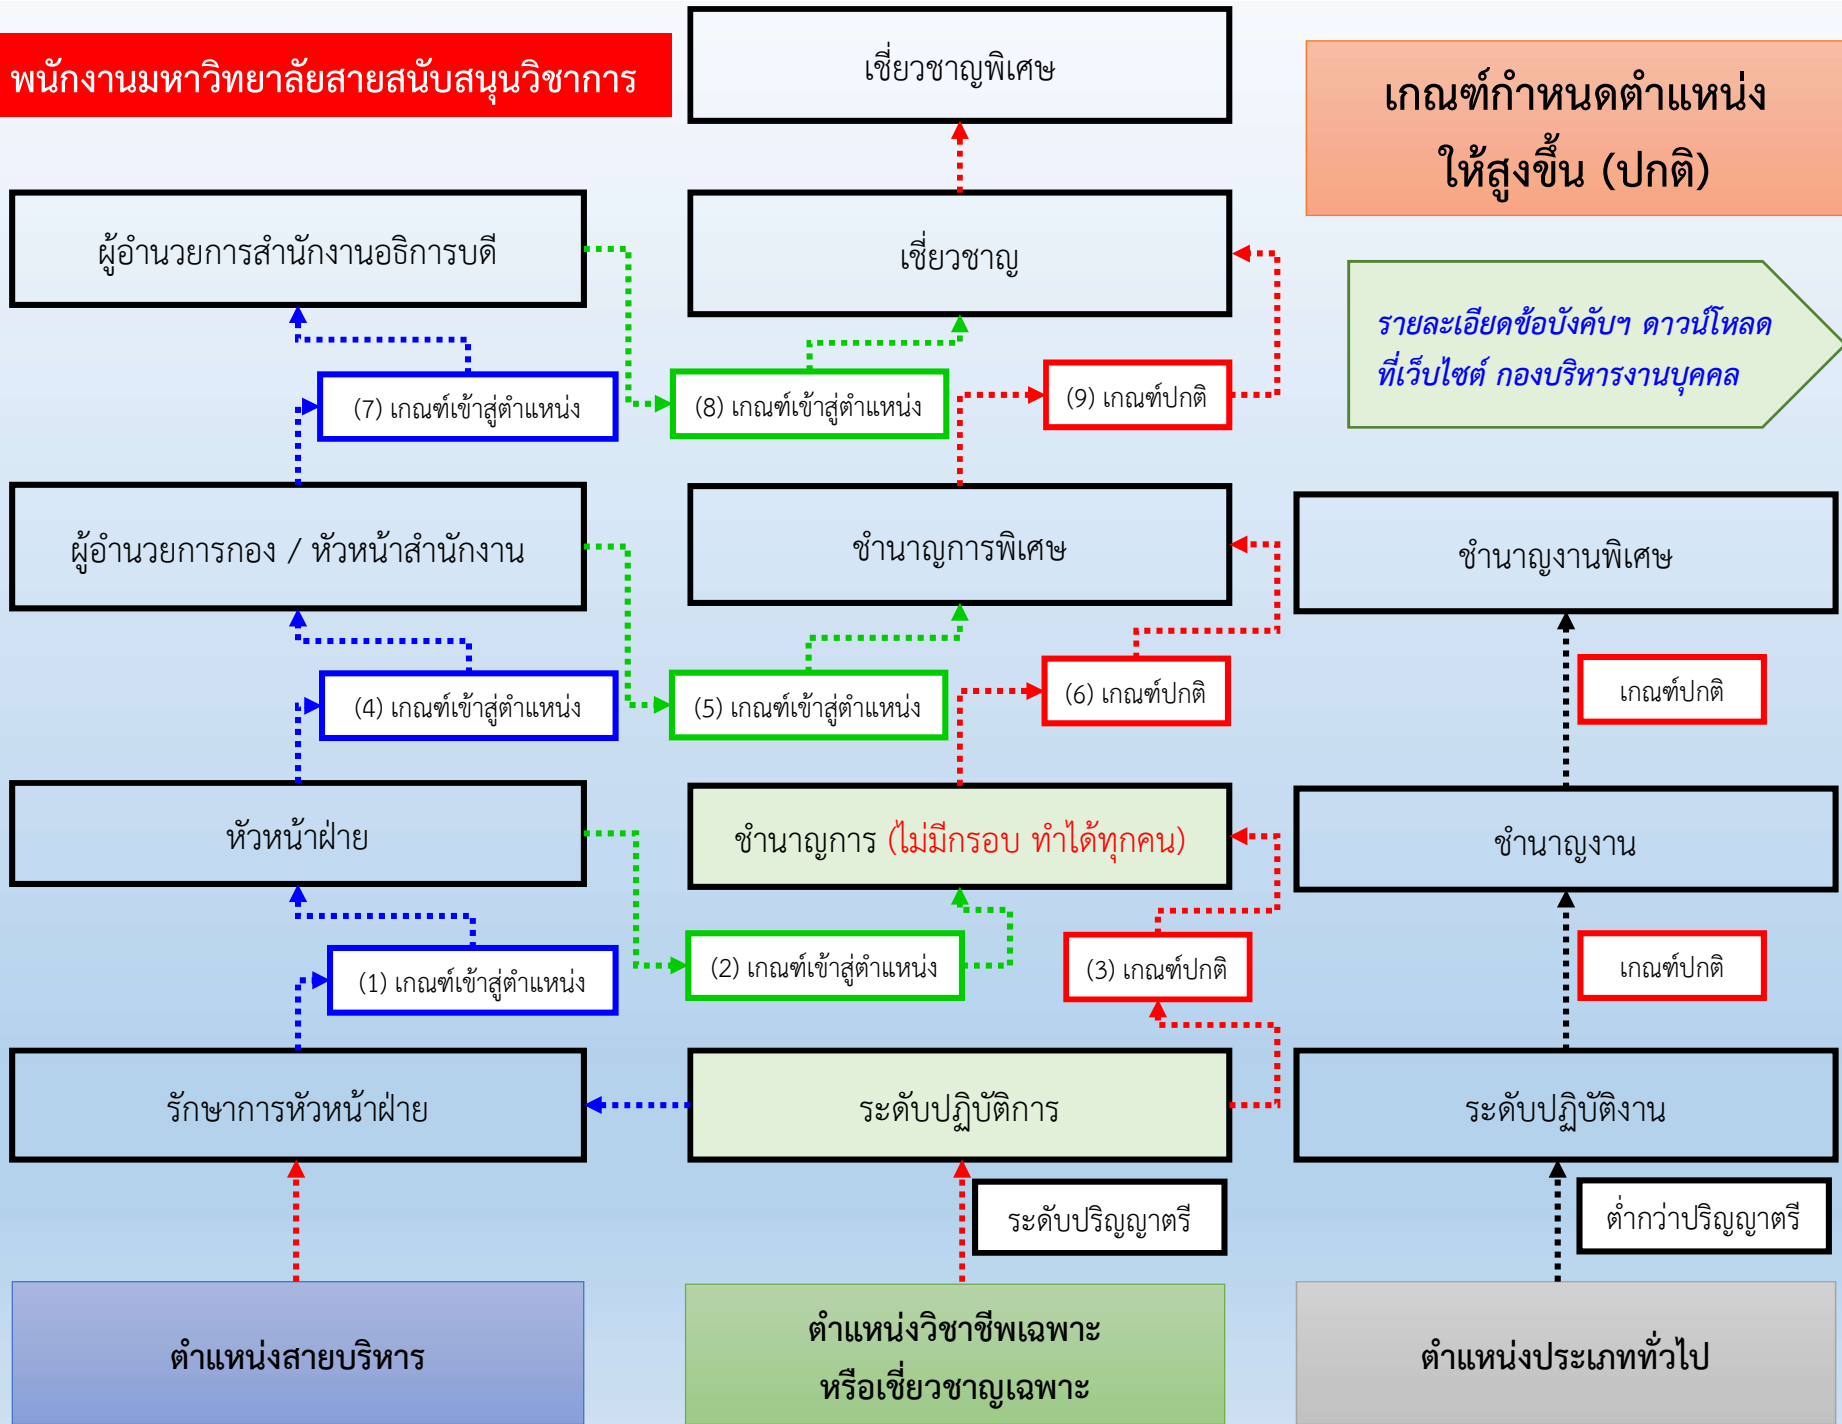 พนักงานมหาวิทยาลัยสายสนับสนุนวิชาการ
เชี่ยวชาญพิเศษ
เกณฑ์กำหนดตำแหน่ง
ให้สูงขึ้น (ปกติ)
ผู้อำนวยการสำนักงานอธิการบดี
เชี่ยวชาญ
รายละเอียดข้อบังคับฯ ดาวน์โหลด
ที่เว็บไซต์ กองบริหารงานบุคคล
(7) เกณฑ์เข้าสู่ตำแหน่ง
(8) เกณฑ์เข้าสู่ตำแหน่ง
(9) เกณฑ์ปกติ
ผู้อำนวยการกอง / หัวหน้าสำนักงาน
ชำนาญการพิเศษ
ชำนาญงานพิเศษ
(4) เกณฑ์เข้าสู่ตำแหน่ง
(5) เกณฑ์เข้าสู่ตำแหน่ง
(6) เกณฑ์ปกติ
เกณฑ์ปกติ
หัวหน้าฝ่าย
ชำนาญการ (ไม่มีกรอบ ทำได้ทุกคน)
ชำนาญงาน
(1) เกณฑ์เข้าสู่ตำแหน่ง
(2) เกณฑ์เข้าสู่ตำแหน่ง
(3) เกณฑ์ปกติ
เกณฑ์ปกติ
รักษาการหัวหน้าฝ่าย
ระดับปฏิบัติการ
ระดับปฏิบัติงาน
ระดับปริญญาตรี
ต่ำกว่าปริญญาตรี
ตำแหน่งสายบริหาร
ตำแหน่งวิชาชีพเฉพาะ
หรือเชี่ยวชาญเฉพาะ
ตำแหน่งประเภททั่วไป